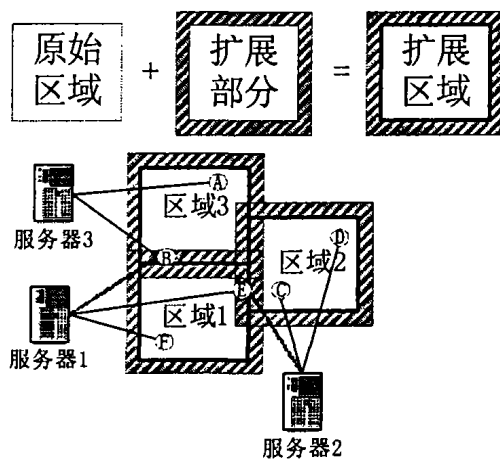 原始 扩展 扩展
区域 + 部分 = 区域
A
区域3
服务器3
B
D
区域2
E
C
区域1
F
服务器1
服务器2